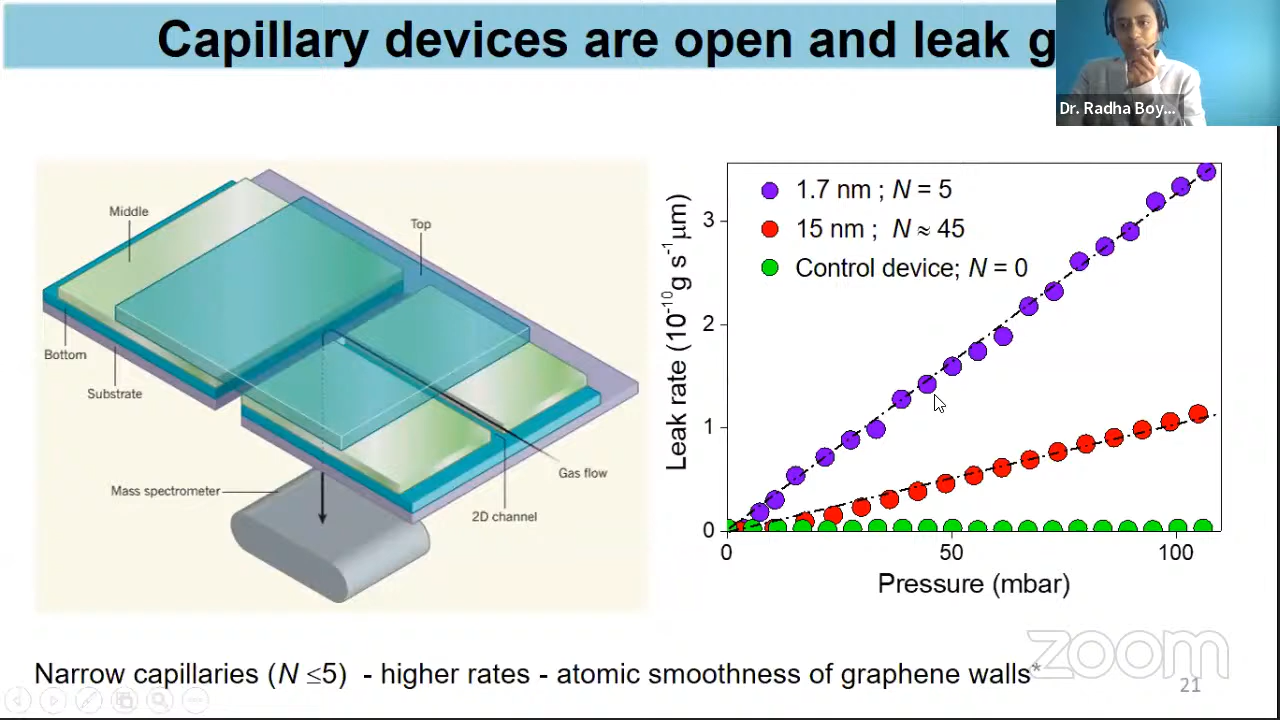 Capillary devices are open and leak g
Dr. Radha Boy...
Middle
Top
Bottom
Substrate
Mass spectrometer
Gas flow
2D channel
1.7 nm ; N = 5
15 nm ; N ≈ 45
Control device; N = 0
Leak rate (10⁻¹⁰g s⁻¹μm)
3
2
1
0
0 50 100
Pressure (mbar)
Narrow capillaries (N ≤5) - higher rates - atomic smoothness of graphene walls*
zoom
21